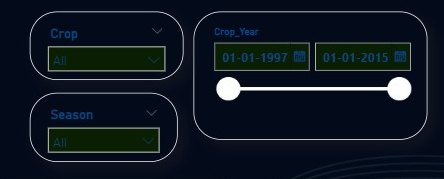 Crop
All
Crop_Year
01-01-1997 01-01-2015
Season
All